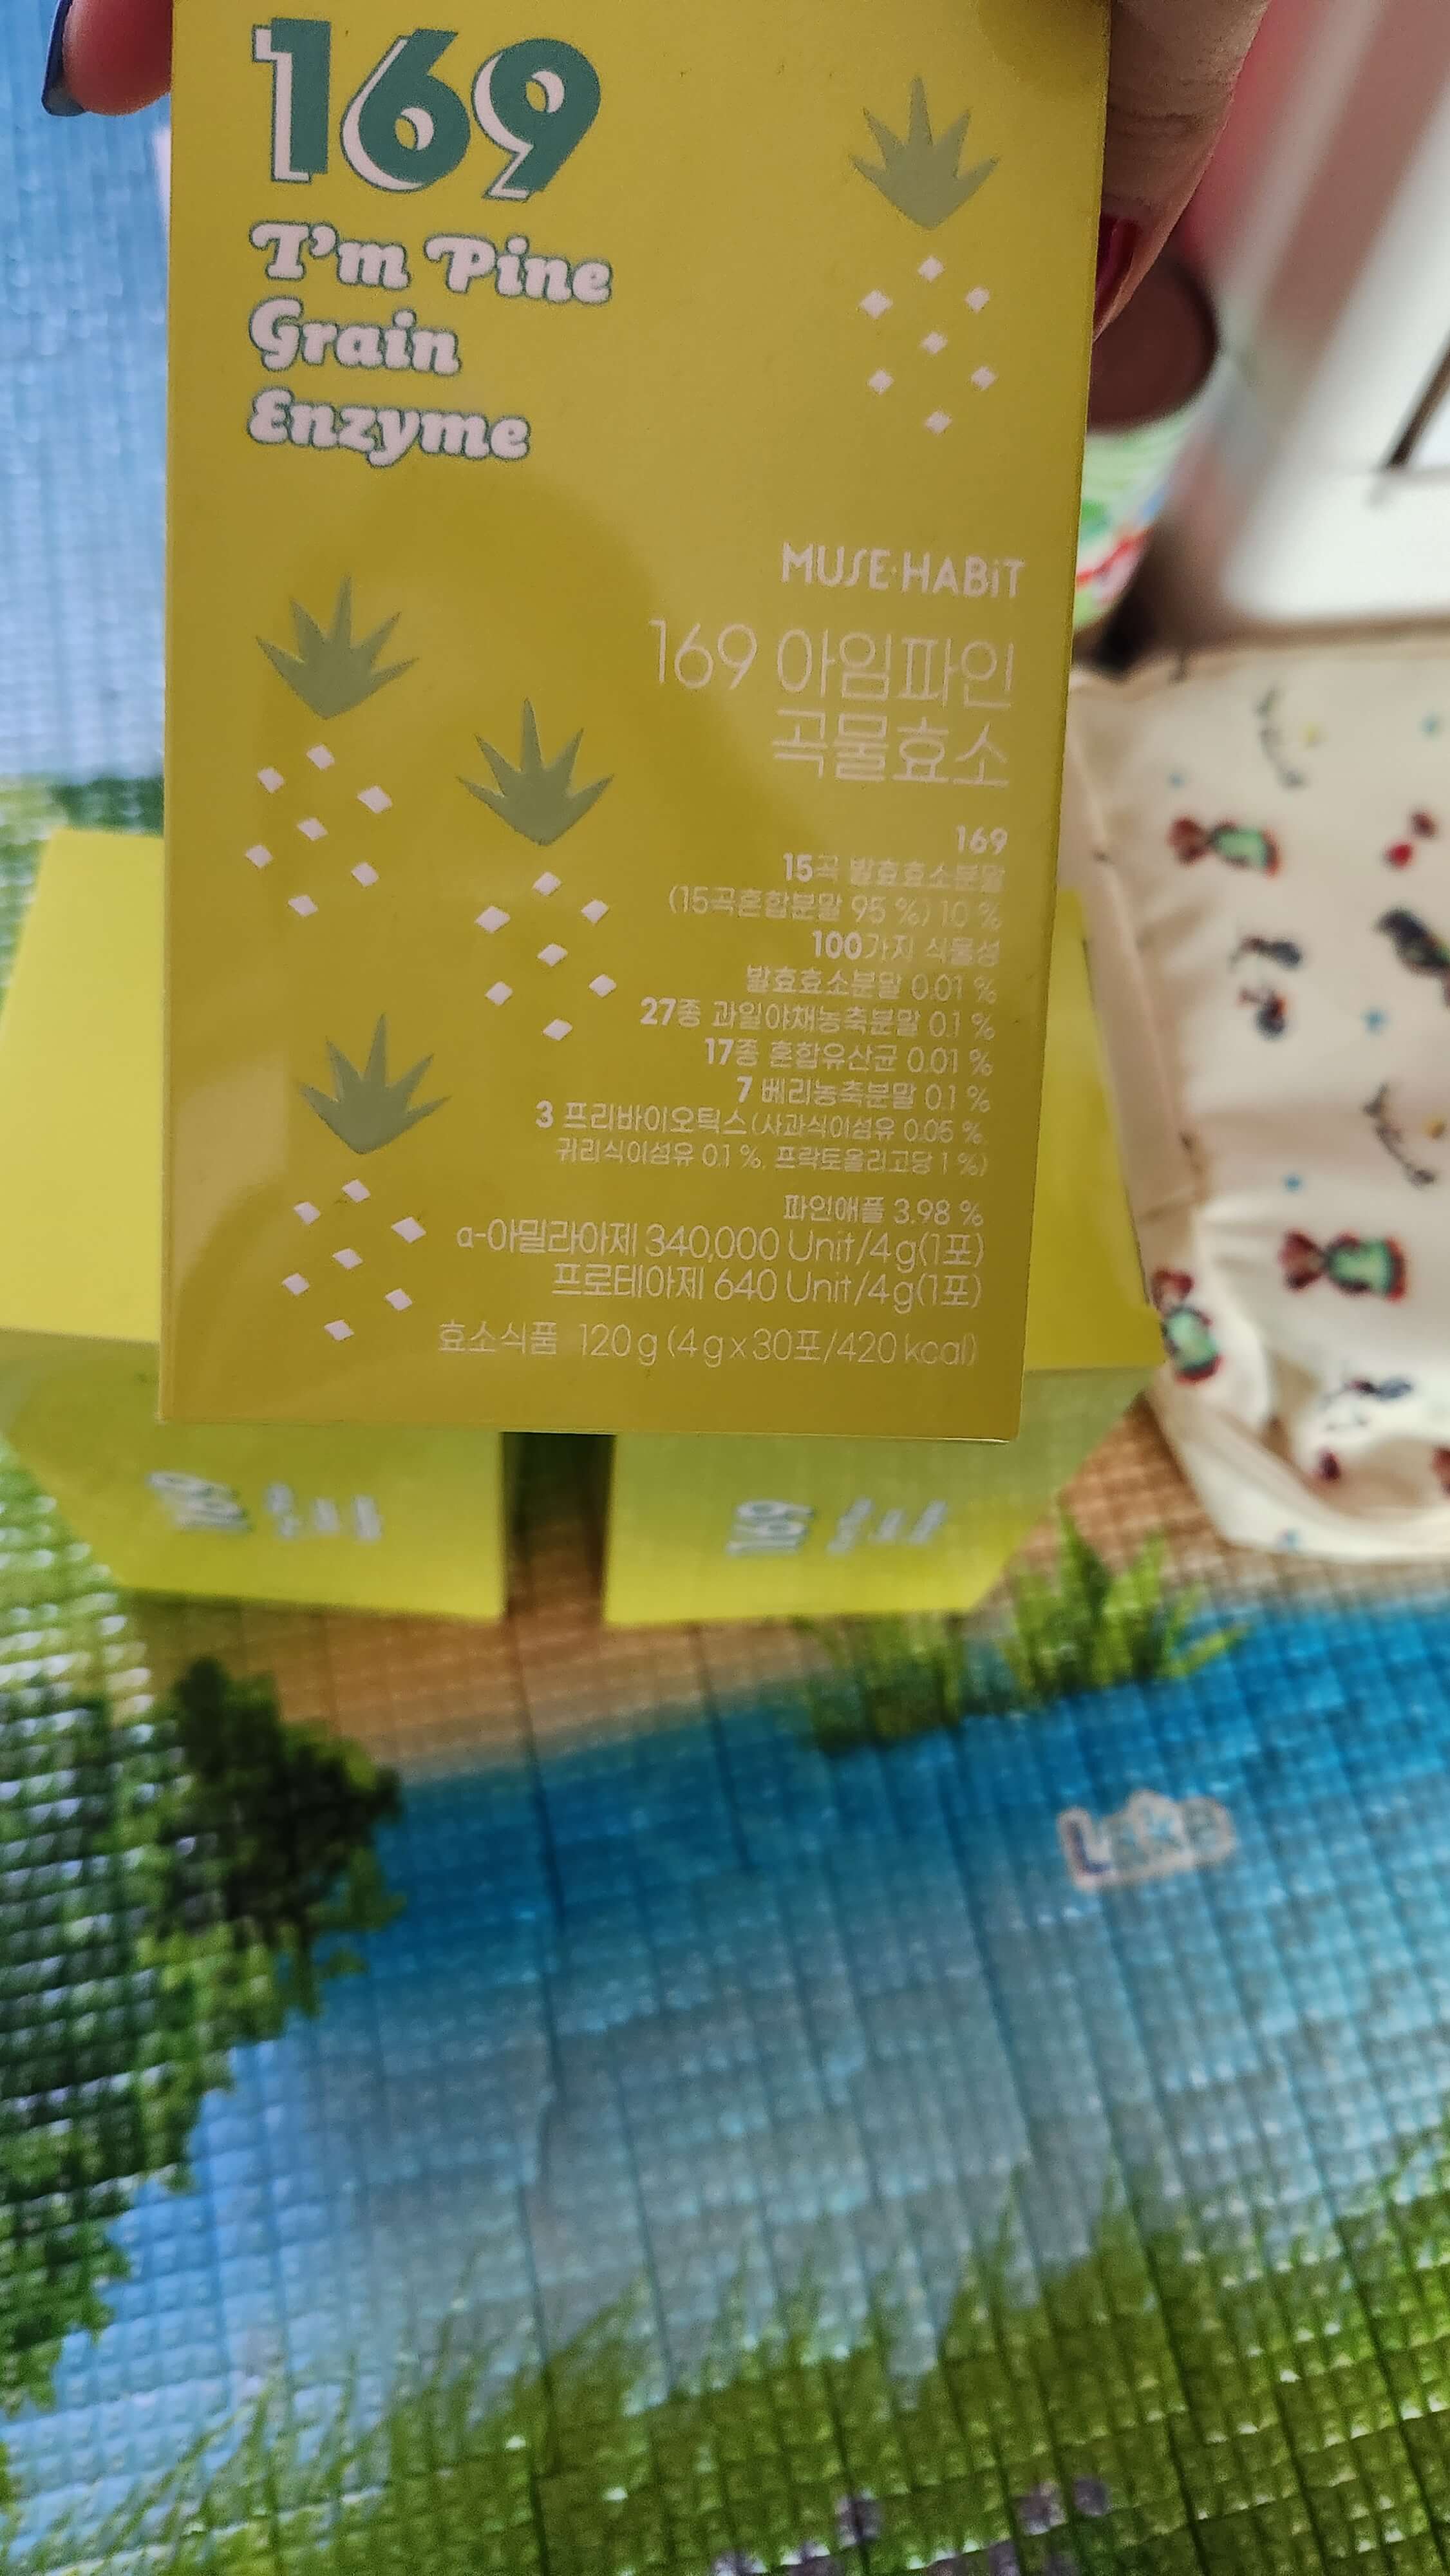 169
I'm Pine
Grain
Enzyme
MUSE·HABiT
169 아임파인
곡물효소
169
15곡 발효효소분말
(15곡혼합분말 95 %) 10 %
100가지 식물성
발효효소분말 0.01 %
27종 과일야채농축분말 0.1 %
17종 혼합유산균 0.01 %
7 베리농축분말 0.1 %
3 프리바이오틱스(사과식이섬유 0.05 %,
귀리식이섬유 0.1 %, 프락토올리고당 1 %)
파인애플 3.98 %
α-아밀라아제 340,000 Unit/4g(1포)
프로테아제 640 Unit/4g(1포)
효소식품 120g (4g x 30포/420 kcal)
169
169
Lake